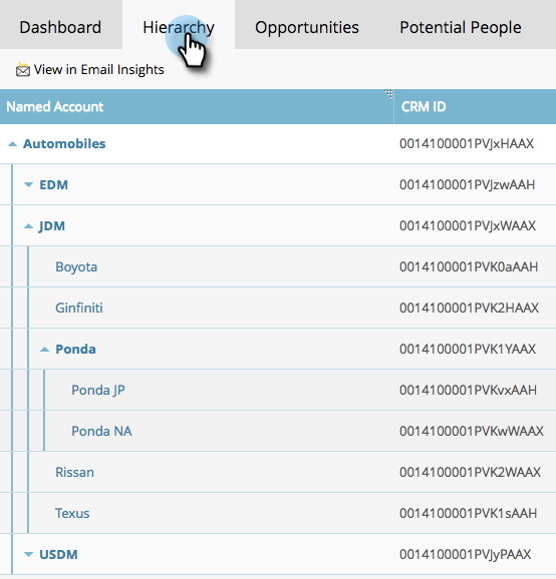 Dashboard Hierarchy Opportunities Potential People
View in Email Insights
Named Account CRM ID
Automobiles 0014100001PVJxHAAX
EDM 0014100001PVJzwAAH
JDM 0014100001PVJxWAAX
Boyota 0014100001PVK0aAAH
Ginfiniti 0014100001PVK2HAAX
Ponda 0014100001PVK1YAAX
Ponda JP 0014100001PVKvxAAH
Ponda NA 0014100001PVKwWAAX
Rissan 0014100001PVK2WAAX
Texus 0014100001PVK1sAAH
USDM 0014100001PVJyPAAX